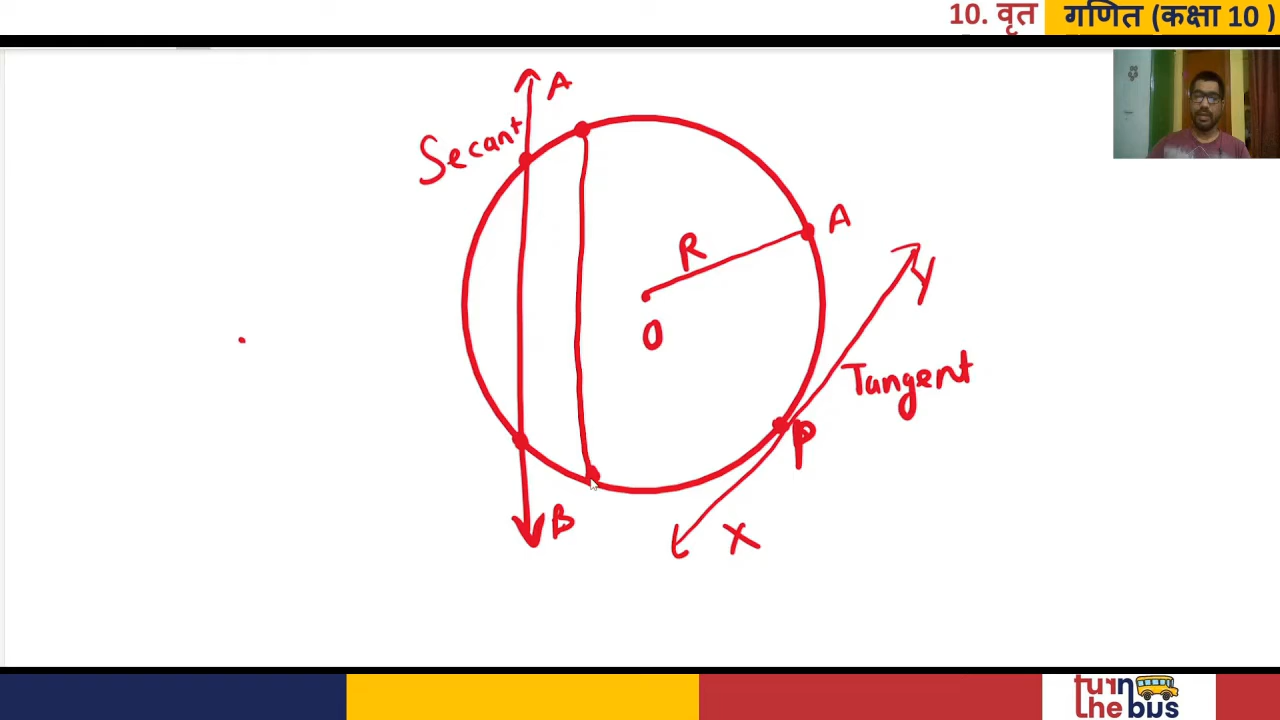 10. वृत
गणित (कक्षा 10 )
A
Secant
A
R
Y
O
Tangent
P
B
X
turn
the bus